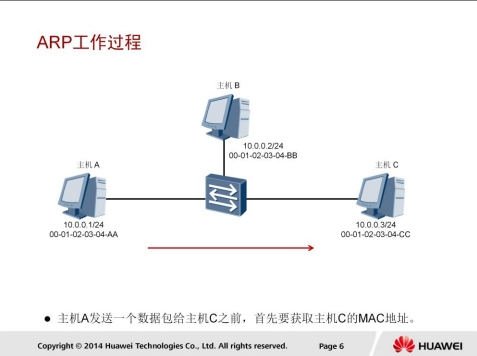 ARP工作过程
主机 B
10.0.0.2/24
00-01-02-03-04-BB
主机 A
主机 C
10.0.0.1/24
00-01-02-03-04-AA
10.0.0.3/24
00-01-02-03-04-CC
● 主机A发送一个数据包给主机C之前，首先要获取主机C的MAC地址。
Copyright © 2014 Huawei Technologies Co., Ltd. All rights reserved.
Page 6
HUAWEI